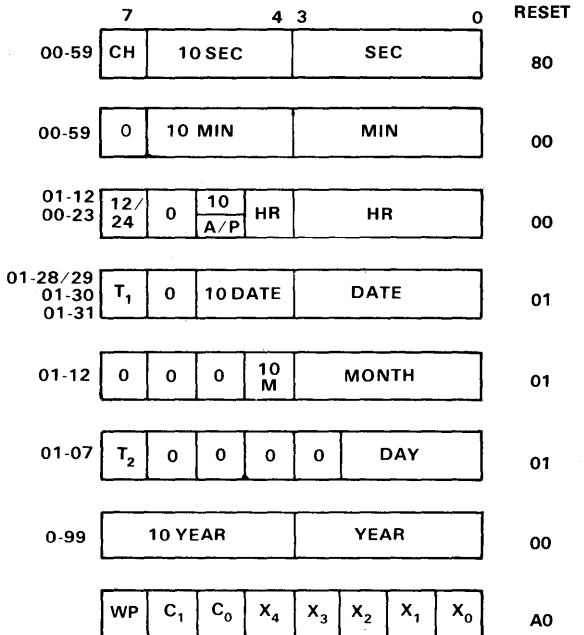 7 4 3 0 RESET
00-59 CH 10 SEC SEC 80
00-59 0 10 MIN MIN 00
01-12
00-23 12/
24 0 10
A/P HR HR 00
01-28/29
01-30
01-31 T₁ 0 10 DATE DATE 01
01-12 0 0 0 10
M MONTH 01
01-07 T₂ 0 0 0 0 DAY 01
0-99 10 YEAR YEAR 00
WP C₁ C₀ X₄ X₃ X₂ X₁ X₀ A0